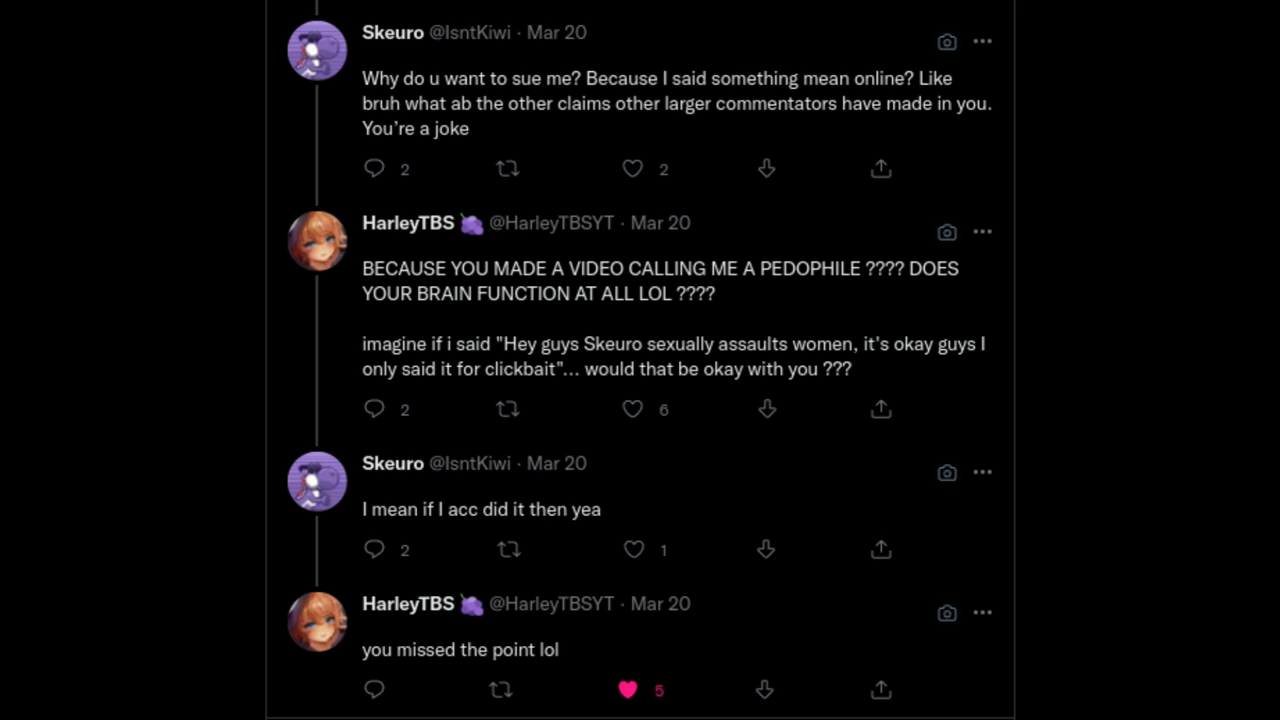 Skeuro @IsntKiwi · Mar 20
Why do u want to sue me? Because I said something mean online? Like
bruh what ab the other claims other larger commentators have made in you.
You’re a joke
2 2
HarleyTBS 🍇 @HarleyTBSYT · Mar 20
BECAUSE YOU MADE A VIDEO CALLING ME A PEDOPHILE ???? DOES
YOUR BRAIN FUNCTION AT ALL LOL ????
imagine if i said "Hey guys Skeuro sexually assaults women, it's okay guys I
only said it for clickbait"... would that be okay with you ???
2 6
Skeuro @IsntKiwi · Mar 20
I mean if I acc did it then yea
2 1
HarleyTBS 🍇 @HarleyTBSYT · Mar 20
you missed the point lol
5